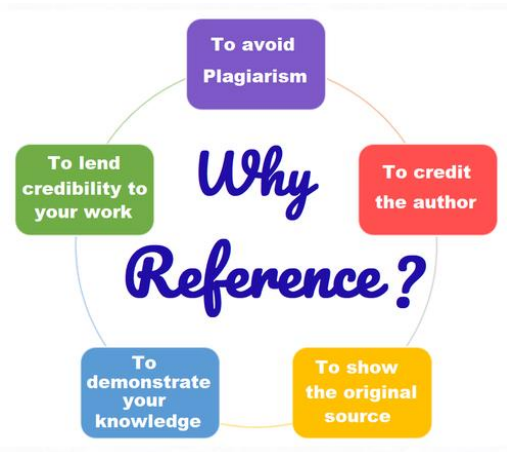 To avoid
Plagiarism
To lend
credibility to
your work
Why
To credit
the author
Reference?
To
demonstrate
your
knowledge
To show
the original
source